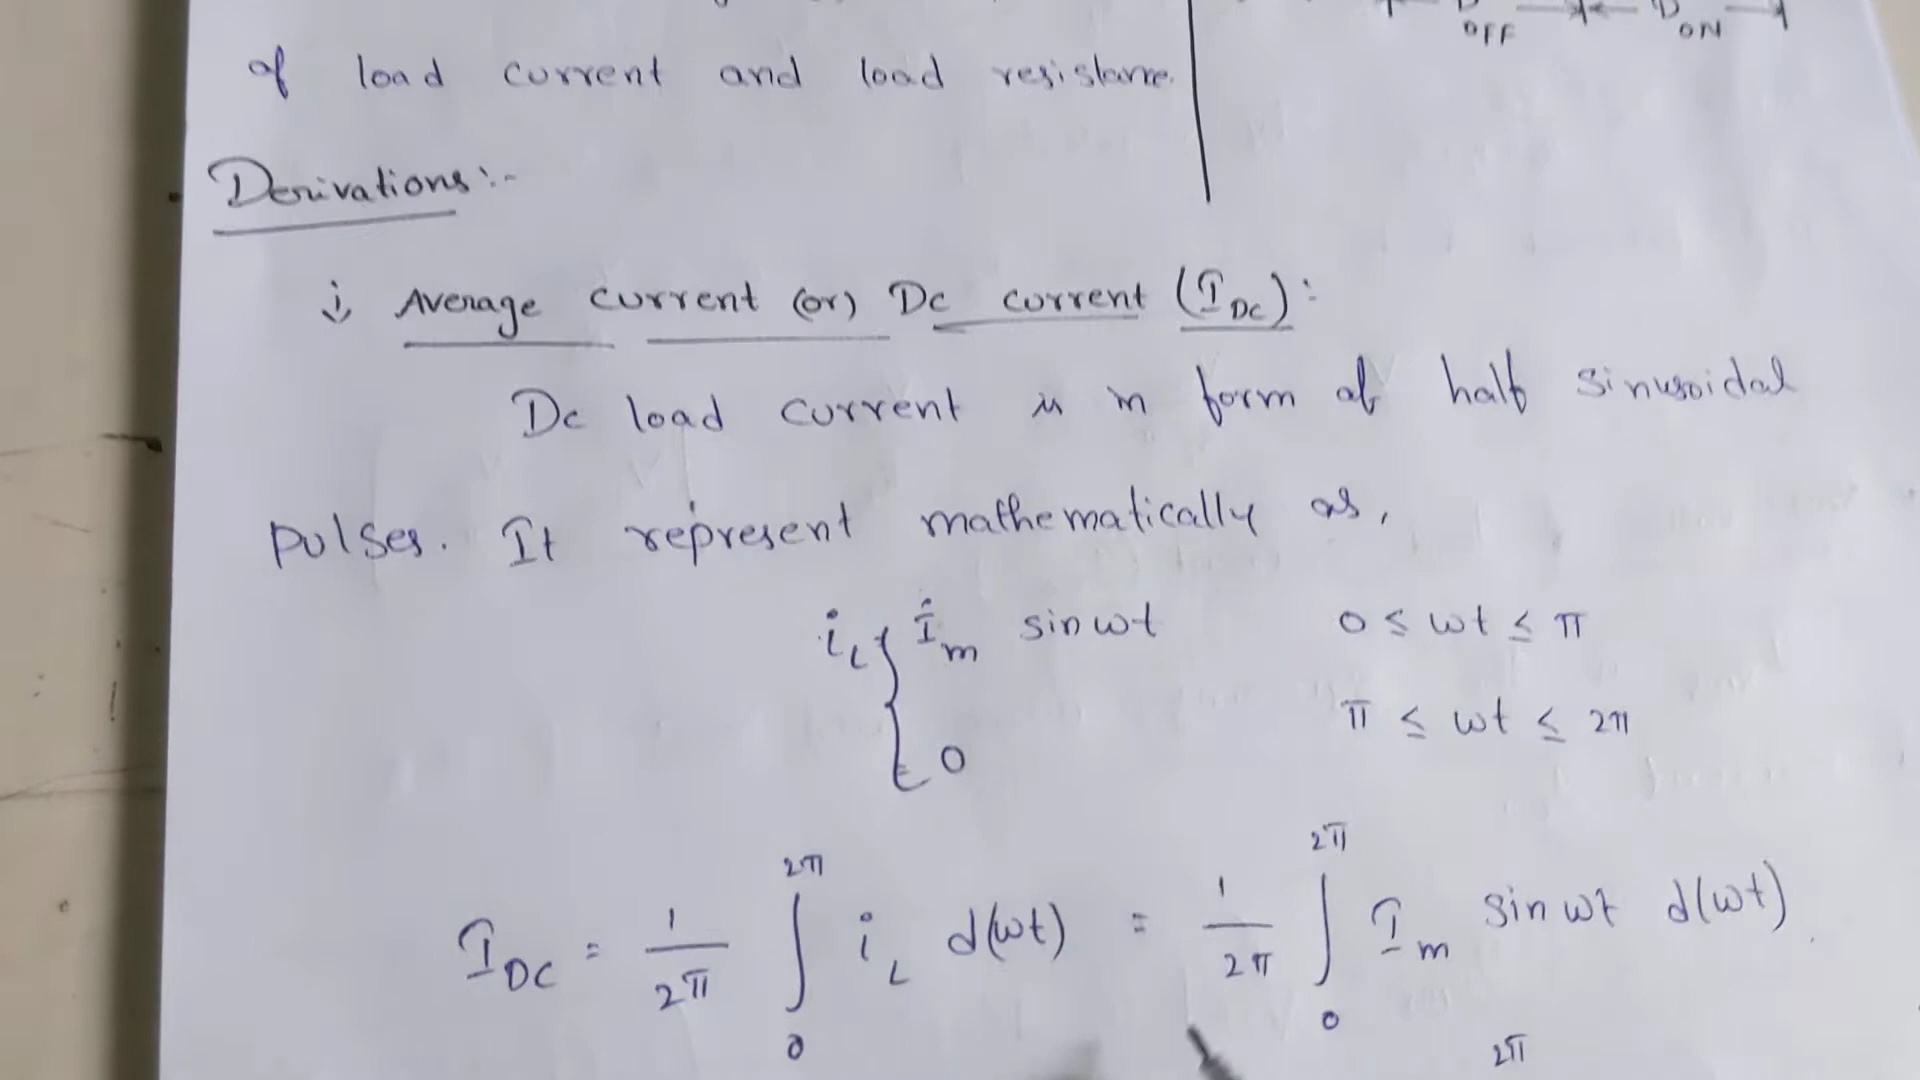 OFF ON
of load current and load resistance.
Derivations :-
i, Average current (or) Dc current (I_DC) :
Dc load current is in form of half sinusoidal
pulses. It represent mathematically as,
i_L { I_m sin ωt 0 ≤ ωt ≤ π
0 π ≤ ωt ≤ 2π
I_DC = 1/2π ∫_0^2π i_L d(ωt) = 1/2π ∫_0^2π I_m sin ωt d(ωt)
2π